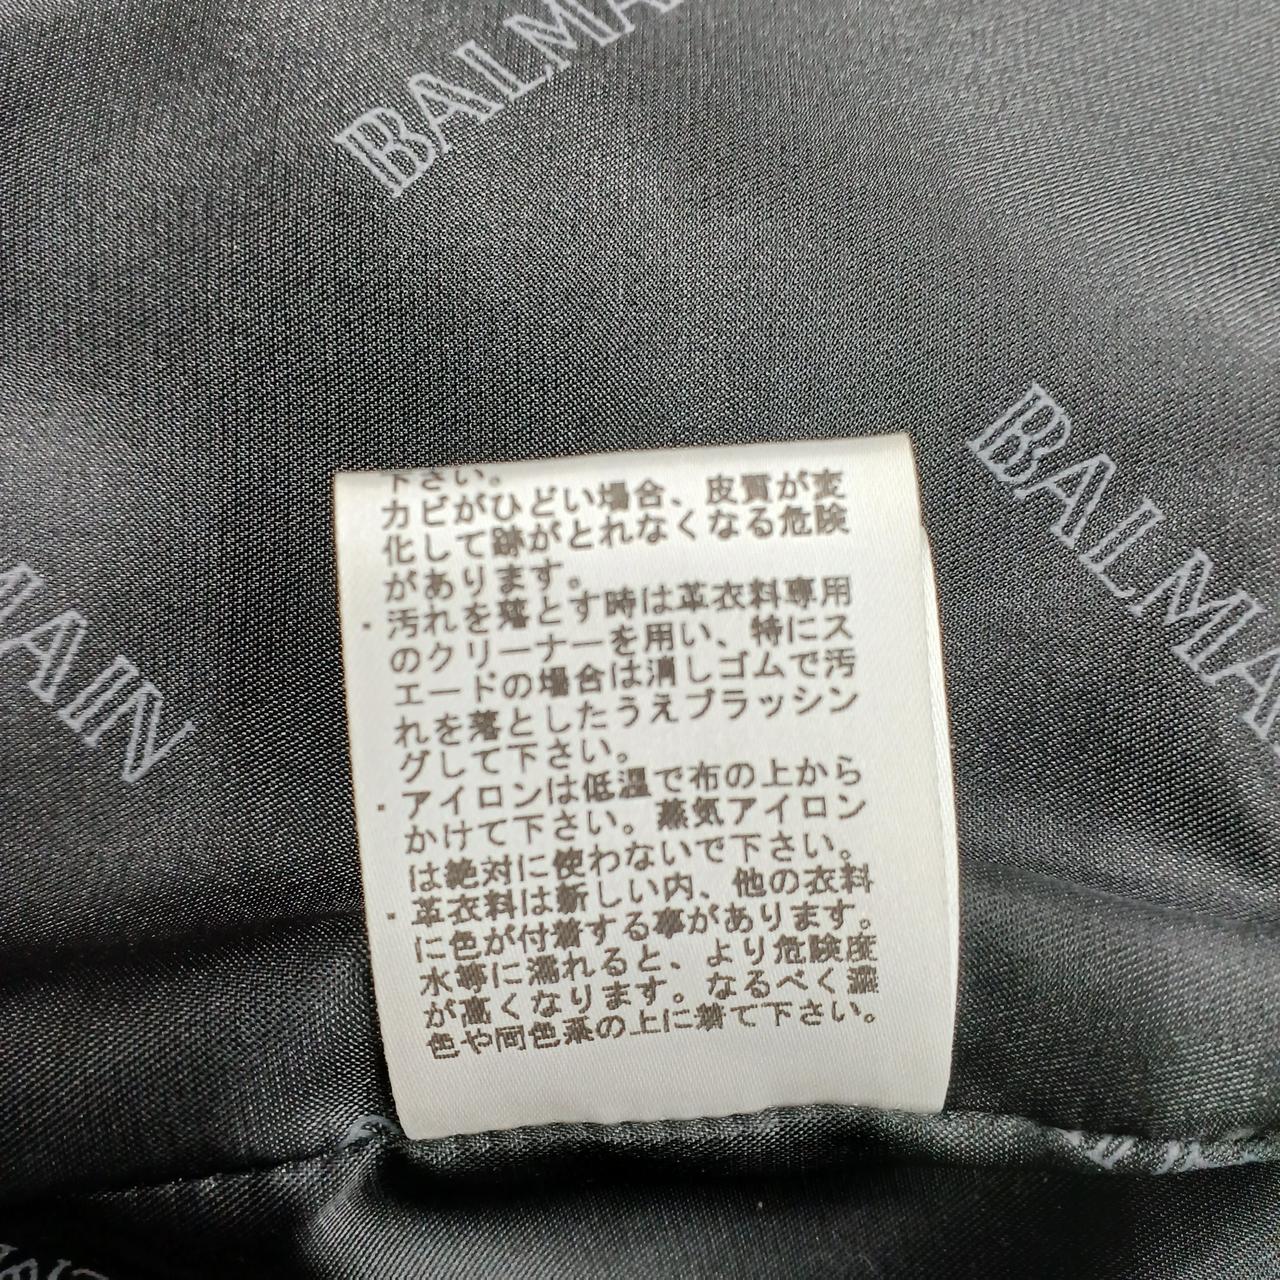 BALMA
BALMA
MAIN
下さい。
カビがひどい場合、皮質が変
化して跡がとれなくなる危険
があります。
・汚れを落とす時は革衣料専用
のクリーナーを用い、特にス
エードの場合は消しゴムで汚
れを落としたうえブラッシン
グして下さい。
・アイロンは低温で布の上から
かけて下さい。蒸気アイロン
は絶対に使わないで下さい。
・革衣料は新しい内、他の衣料
に色が付着する事があります。
水等に濡れると、より危険度
が高くなります。なるべく濃
色や同色系の上に着て下さい。